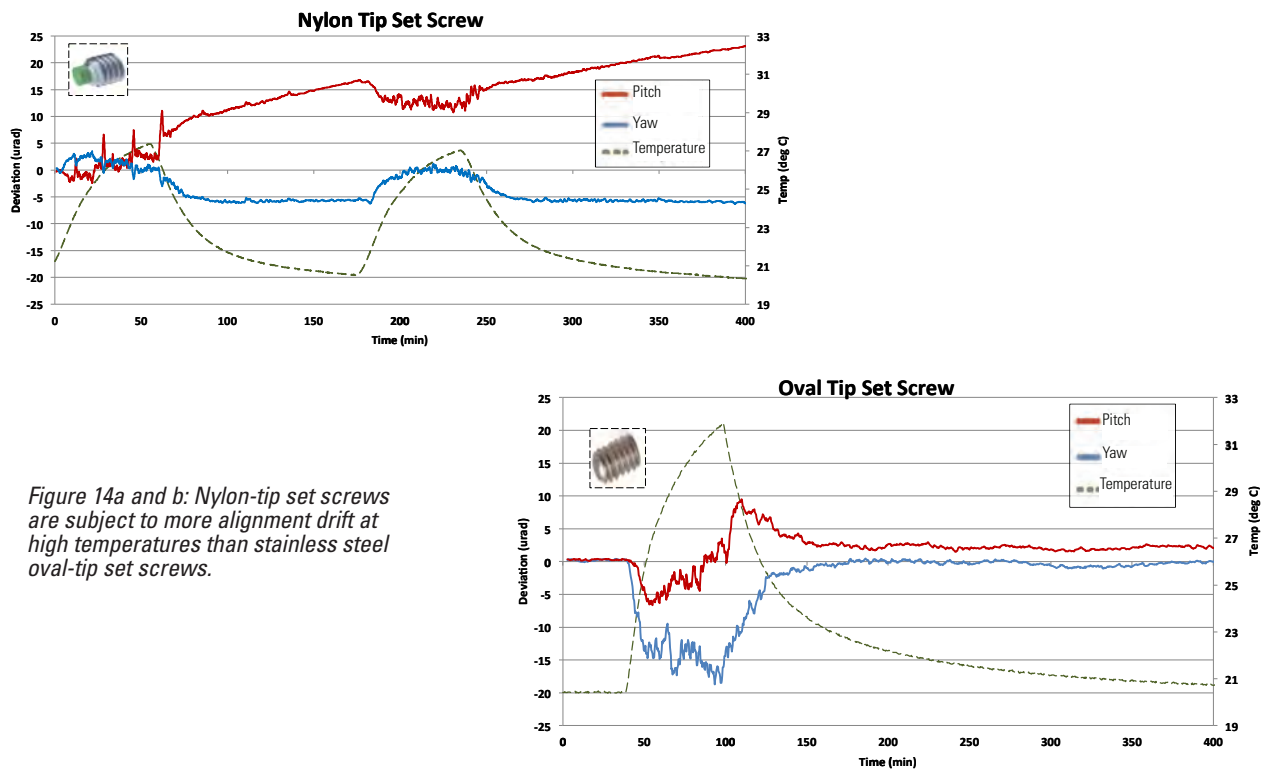 Nylon Tip Set Screw
25
20
15
10
5
0
-5
-10
-15
-20
-25
Deviation (urad)
33
31
29
27
25
23
21
19
Temp (deg C)
Pitch
Yaw
Temperature
0 50 100 150 200 250 300 350 400
Time (min)
Oval Tip Set Screw
25
20
15
10
5
0
-5
-10
-15
-20
-25
Deviation (urad)
33
31
29
27
25
23
21
19
Temp (deg C)
Pitch
Yaw
Temperature
0 50 100 150 200 250 300 350 400
Time (min)
Figure 14a and b: Nylon-tip set screws
are subject to more alignment drift at
high temperatures than stainless steel
oval-tip set screws.